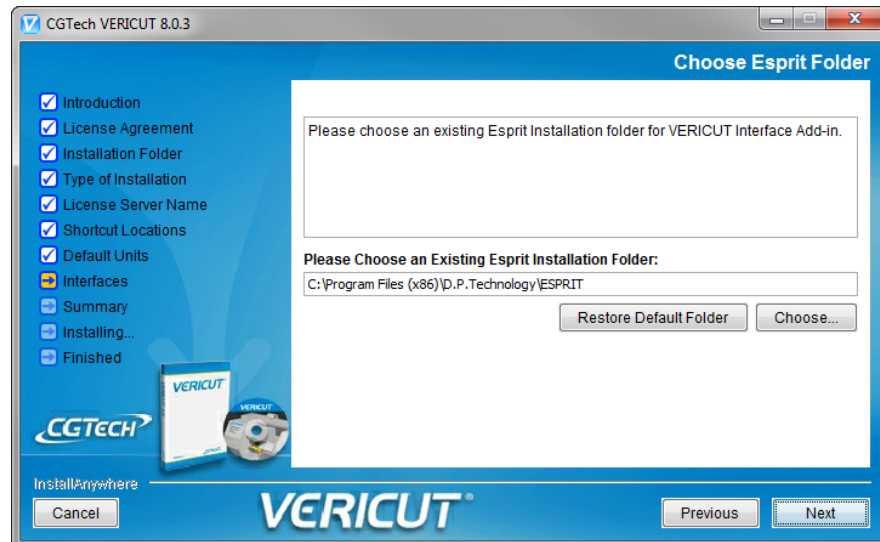 CGTech VERICUT 8.0.3
Choose Esprit Folder
Introduction
License Agreement
Installation Folder
Type of Installation
License Server Name
Shortcut Locations
Default Units
Interfaces
Summary
Installing...
Finished
Please choose an existing Esprit Installation folder for VERICUT Interface Add-in.
Please Choose an Existing Esprit Installation Folder:
C:\Program Files (x86)\D.P.Technology\ESPRIT
Restore Default Folder
Choose...
VERICUT
VERICUT
CGTECH
InstallAnywhere
Cancel
VERICUT®
Previous
Next